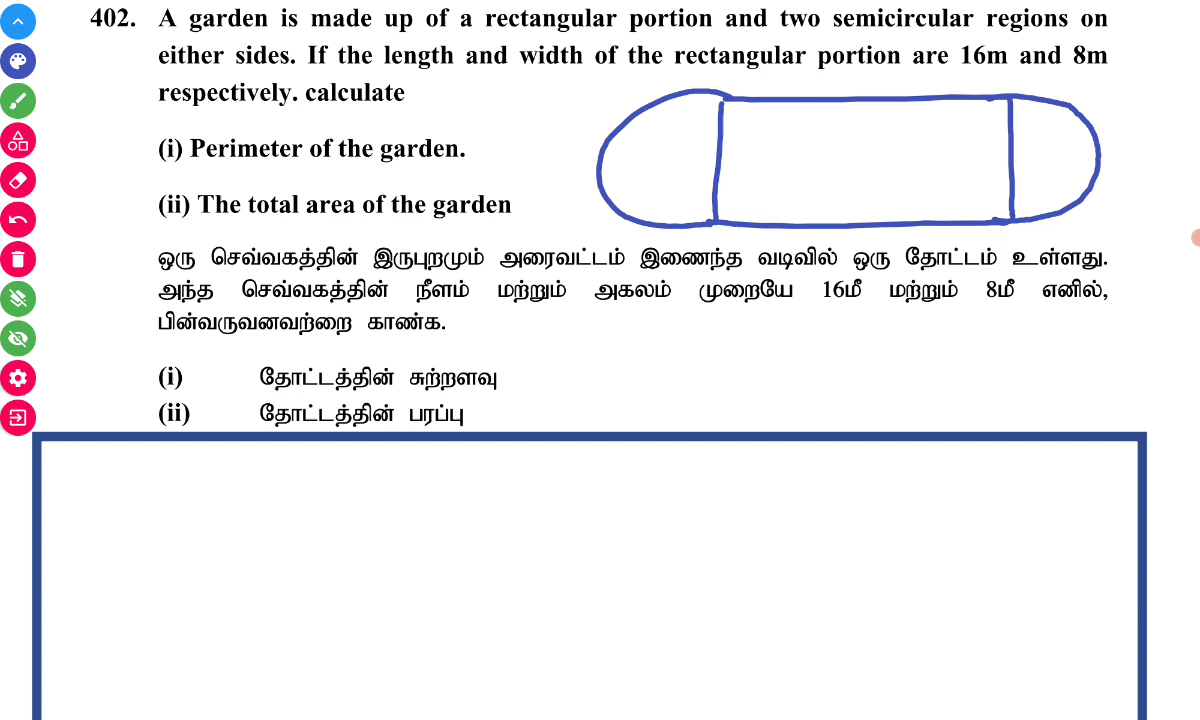 402. A garden is made up of a rectangular portion and two semicircular regions on
either sides. If the length and width of the rectangular portion are 16m and 8m
respectively. calculate
(i) Perimeter of the garden.
(ii) The total area of the garden
ஒரு செவ்வகத்தின் இருபுறமும் அரைவட்டம் இணைந்த வடிவில் ஒரு தோட்டம் உள்ளது.
அந்த செவ்வகத்தின் நீளம் மற்றும் அகலம் முறையே 16மீ மற்றும் 8மீ எனில்,
பின்வருவனவற்றை காண்க.
(i) தோட்டத்தின் சுற்றளவு
(ii) தோட்டத்தின் பரப்பு